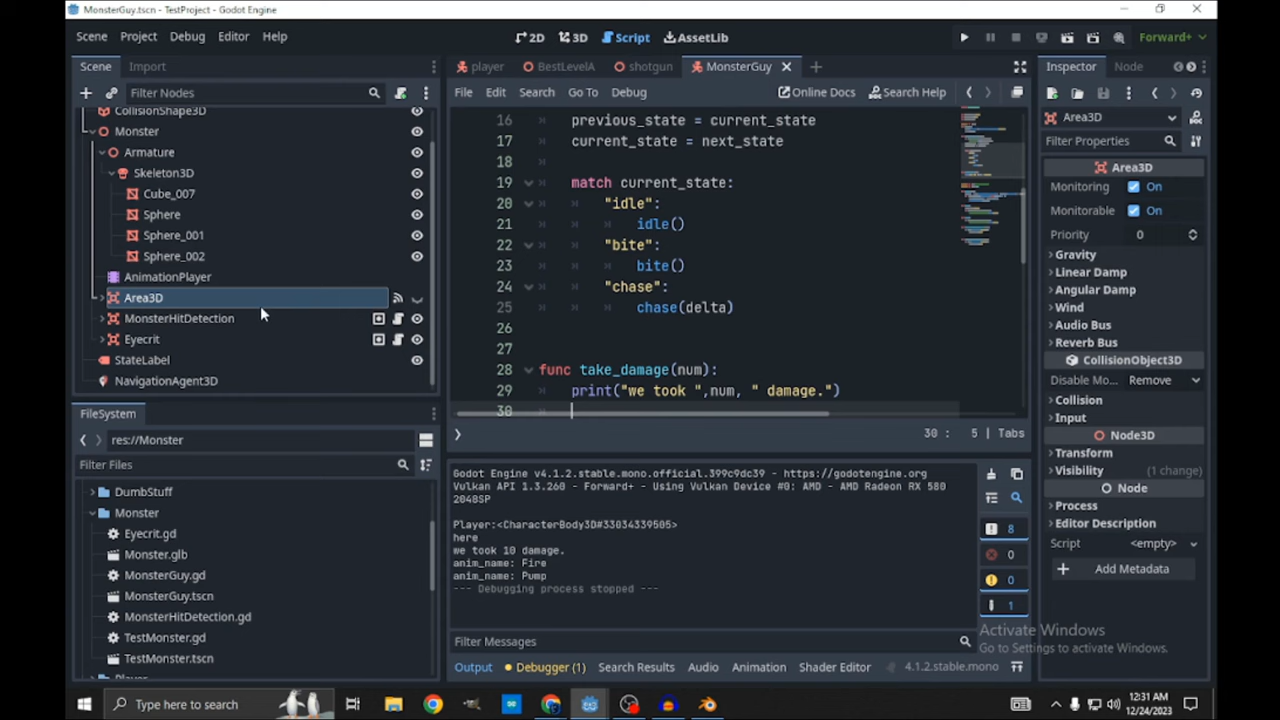 MonsterGuy.tscn - TestProject - Godot Engine
Scene Project Debug Editor Help
2D 3D Script AssetLib
Forward+
Scene Import
player BestLevelA shotgun MonsterGuy
Inspector Node
Filter Nodes
File Edit Search Go To Debug
Online Docs Search Help
CollisionShape3D
Monster
Armature
Skeleton3D
Cube_007
Sphere
Sphere_001
Sphere_002
AnimationPlayer
Area3D
MonsterHitDetection
Eyecrit
StateLabel
NavigationAgent3D
FileSystem
res://Monster
Filter Files
DumbStuff
Monster
Eyecrit.gd
Monster.glb
MonsterGuy.gd
MonsterGuy.tscn
MonsterHitDetection.gd
TestMonster.gd
TestMonster.tscn
16 previous_state = current_state
17 current_state = next_state
18
19 match current_state:
20 "idle":
21 idle()
22 "bite":
23 bite()
24 "chase":
25 chase(delta)
26
27
28 func take_damage(num):
29 print("we took ",num, " damage.")
30
30 : 5 | Tabs
Godot Engine v4.1.2.stable.mono.official.399c9dc39 - https://godotengine.org
Vulkan API 1.3.260 - Forward+ - Using Vulkan Device #0: AMD - AMD Radeon RX 580
2048SP
Player:<CharacterBody3D#33034339505>
here
we took 10 damage.
anim_name: Fire
anim_name: Pump
--- Debugging process stopped ---
8
0
0
1
Filter Messages
Output Debugger (1) Search Results Audio Animation Shader Editor 4.1.2.stable.mono
Area3D
Filter Properties
Area3D
Monitoring On
Monitorable On
Priority 0
Gravity
Linear Damp
Angular Damp
Wind
Audio Bus
Reverb Bus
CollisionObject3D
Disable Mo... Remove
Collision
Input
Node3D
Transform
Visibility (1 change)
Node
Process
Editor Description
Script <empty>
Add Metadata
Activate Windows
Go to Settings to activate Windows.
Type here to search
12:31 AM
12/24/2023